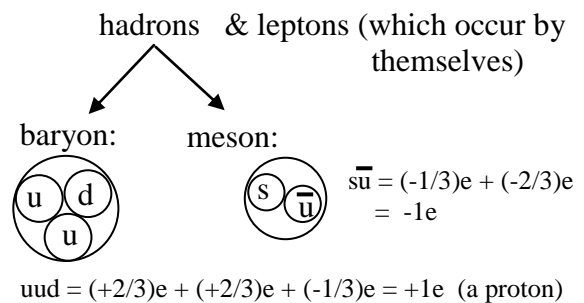 hadrons & leptons (which occur by
themselves)
baryon: meson:
u d
u
s u̅
su̅ = (-1/3)e + (-2/3)e
= -1e
uud = (+2/3)e + (+2/3)e + (-1/3)e = +1e (a proton)